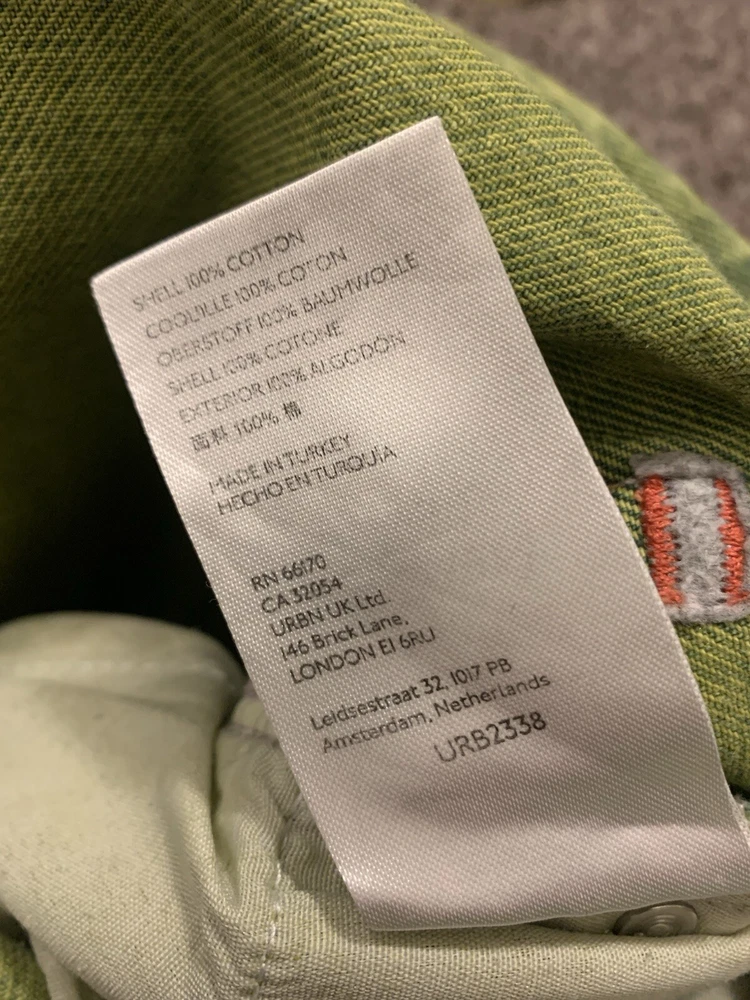 SHELL 100% COTTON
COQUILLE 100% COTON
OBERSTOFF 100% BAUMWOLLE
SHELL 100% COTONE
EXTERIOR 100% ALGODON
面料 100% 棉
MADE IN TURKEY
HECHO EN TURQUIA
RN 66170
CA 32054
URBN UK Ltd.
146 Brick Lane,
LONDON E1 6RU
Leidsestraat 32, 1017 PB
Amsterdam, Netherlands
URB2338